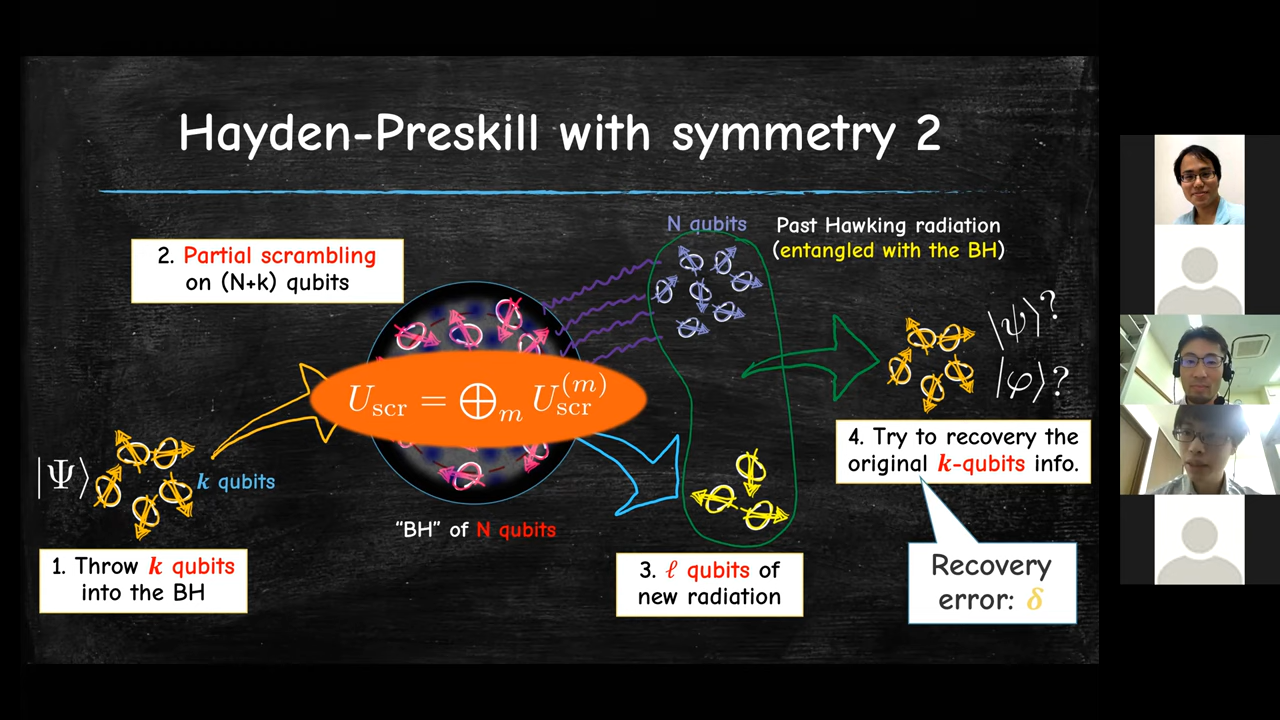 Hayden-Preskill with symmetry 2
N qubits
Past Hawking radiation
(entangled with the BH)
2. Partial scrambling
on (N+k) qubits
U_scr = ⊕_m U_scr^(m)
|Ψ⟩
k qubits
|ψ⟩?
|φ⟩?
"BH" of N qubits
1. Throw k qubits
into the BH
3. ℓ qubits of
new radiation
4. Try to recovery the
original k-qubits info.
Recovery
error: δ